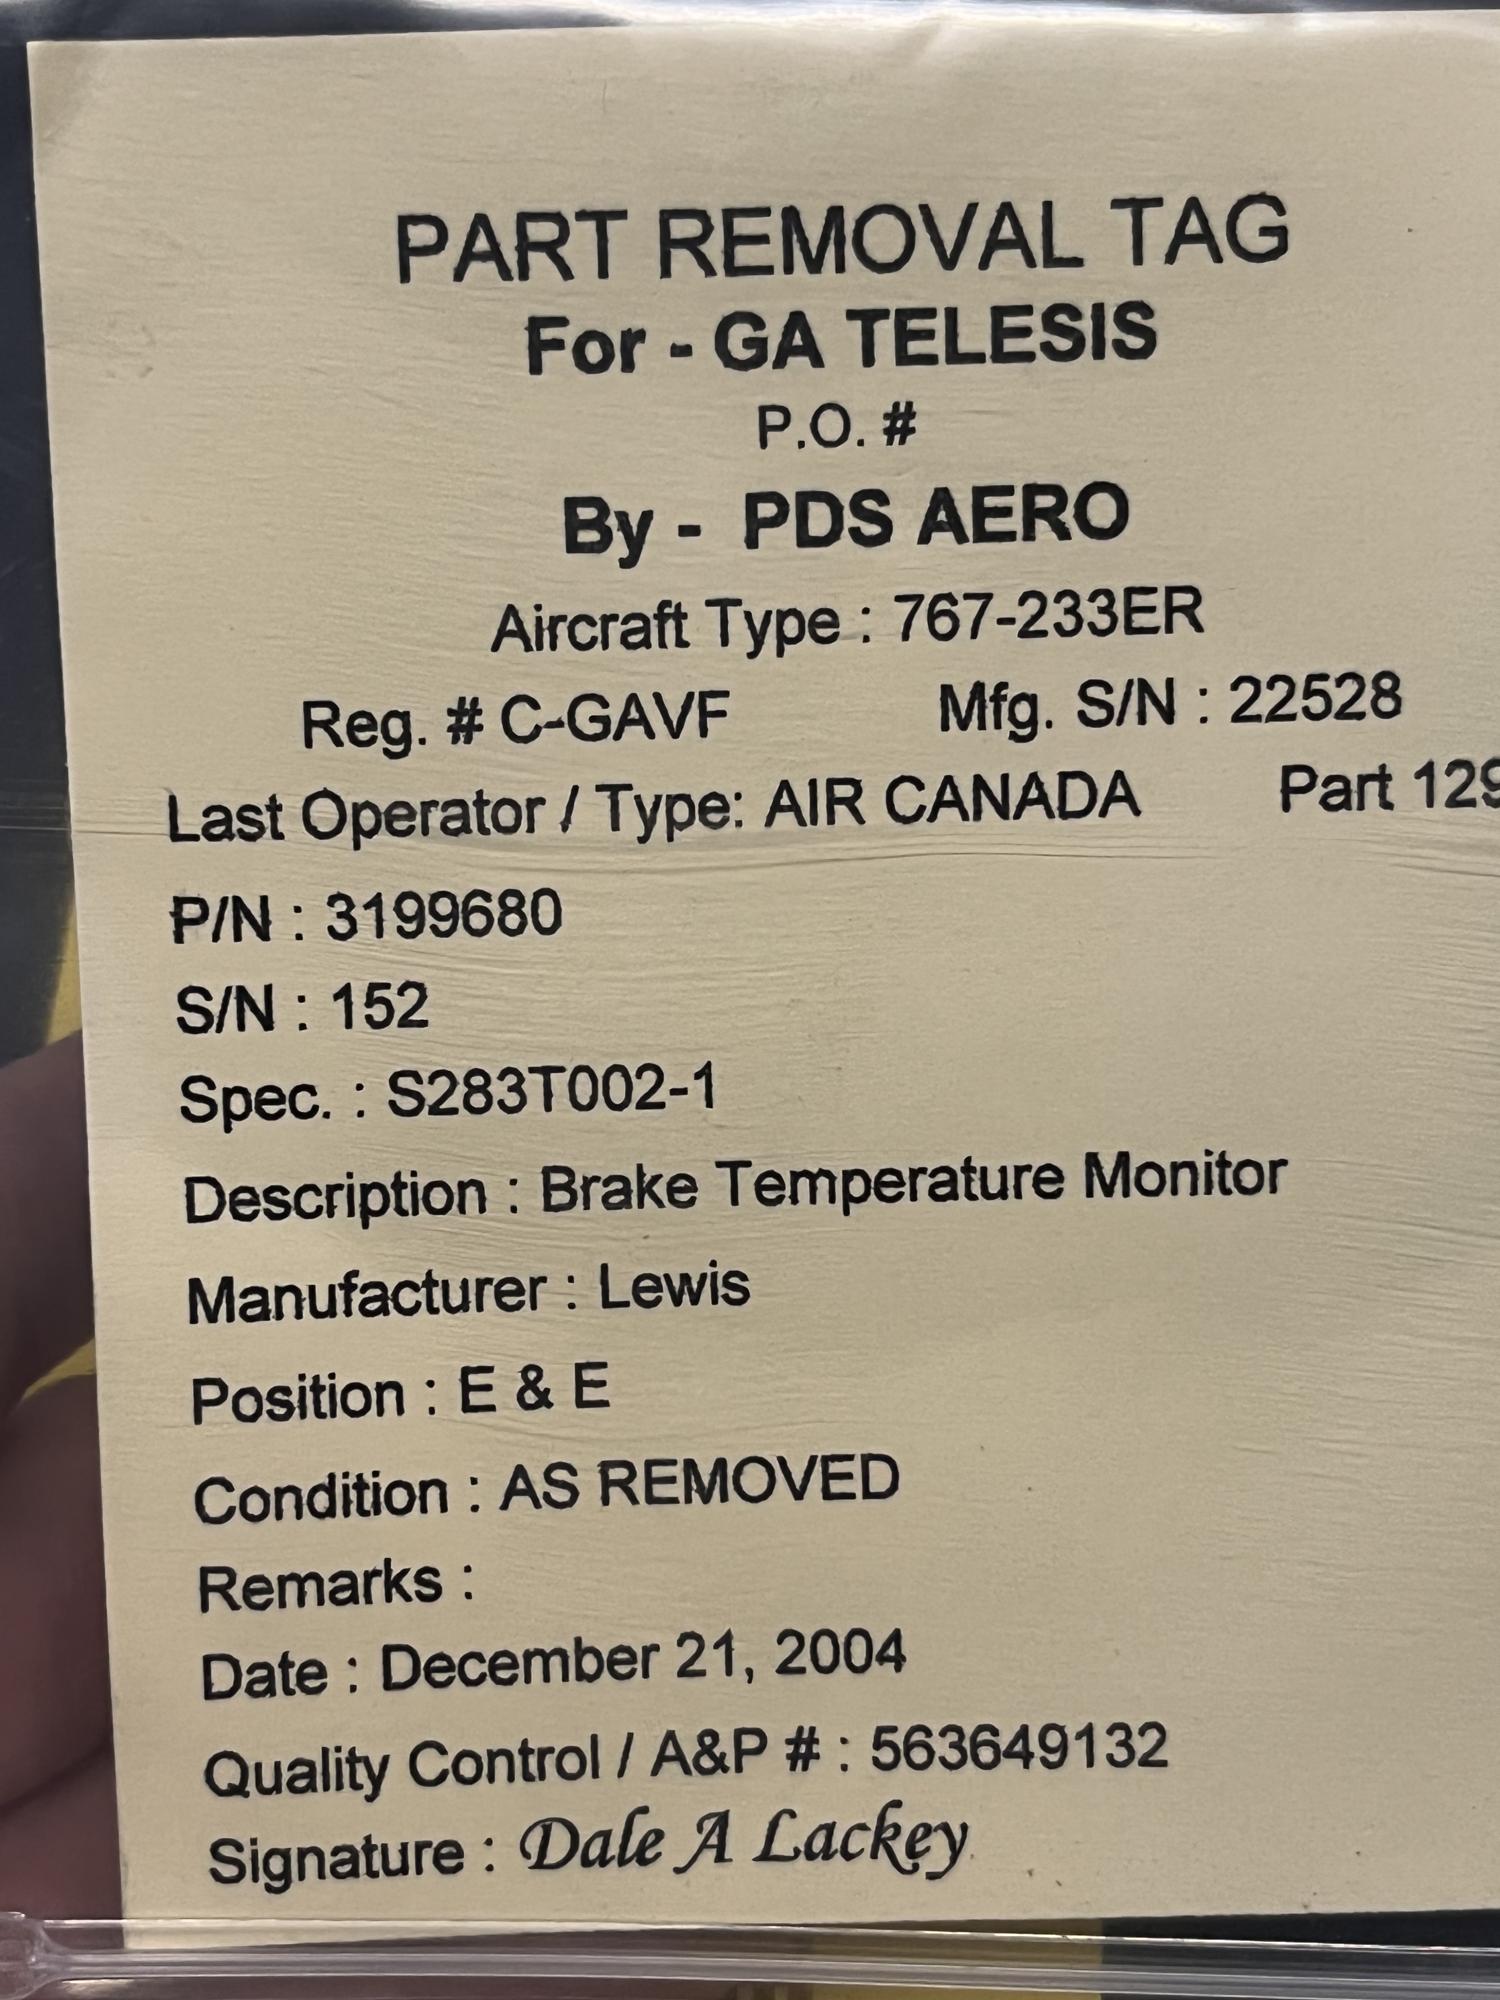 PART REMOVAL TAG
For - GA TELESIS
P.O. #
By - PDS AERO
Aircraft Type : 767-233ER
Reg. # C-GAVF Mfg. S/N : 22528
Last Operator / Type: AIR CANADA Part 129
P/N : 3199680
S/N : 152
Spec. : S283T002-1
Description : Brake Temperature Monitor
Manufacturer : Lewis
Position : E & E
Condition : AS REMOVED
Remarks :
Date : December 21, 2004
Quality Control / A&P # : 563649132
Signature : Dale A Lackey